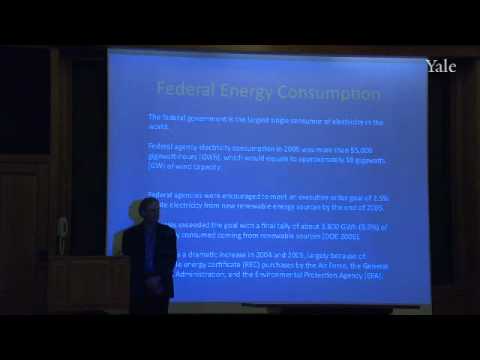 Yale
Federal Energy Consumption
The federal government is the largest single consumer of electricity in the
world.
Federal agency electricity consumption in 2005 was more than 55,000
gigawatt-hours [GWh], which would equate to approximately 18 gigawatts
[GW] of wind capacity.
Federal agencies were encouraged to meet an executive order goal of 2.5%
electricity from new renewable energy sources by the end of 2005.
exceeded the goal with a final tally of about 3,800 GWh
consumed coming from renewable sources [DOE 2005].
a dramatic increase in 2004 and 2005, largely because of
energy certificate (REC) purchases by the Air Force, the General
Administration, and the Environmental Protection Agency [EPA].